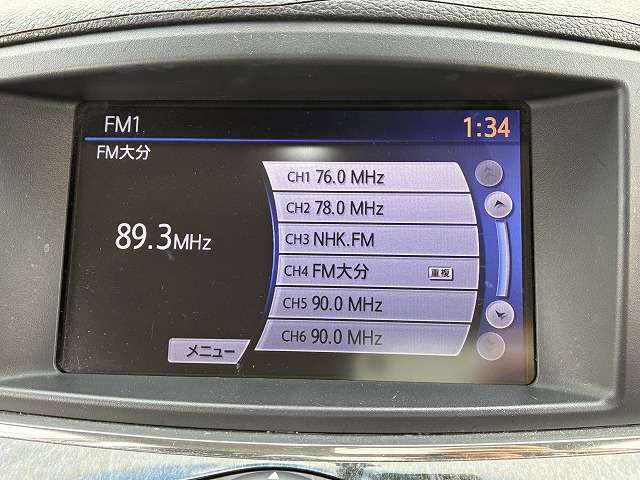 FM1
1:34
FM大分
89.3MHz
CH1 76.0 MHz
CH2 78.0 MHz
CH3 NHK.FM
CH4 FM大分 重複
CH5 90.0 MHz
CH6 90.0 MHz
メニュー